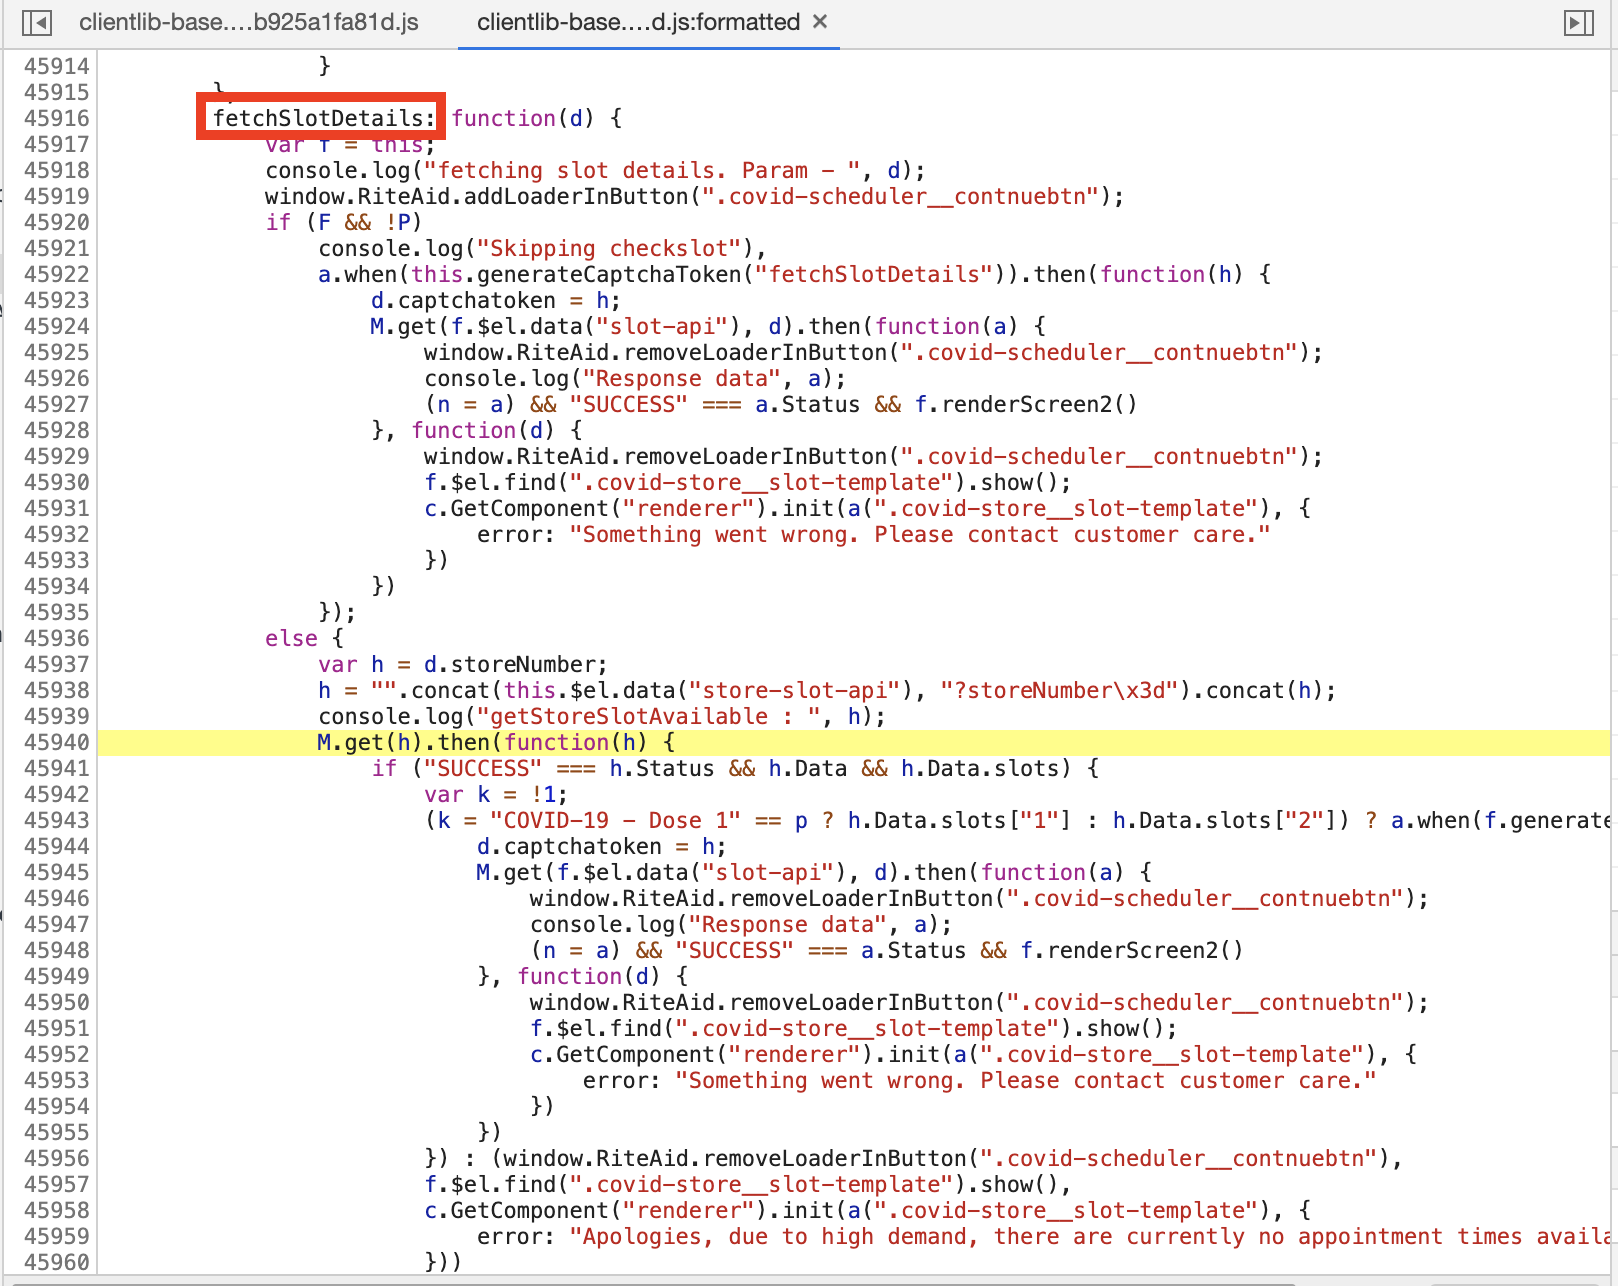 clientlib-base....b925a1fa81d.js clientlib-base....d.js:formatted ×
45914 }
45915 },
45916 fetchSlotDetails: function(d) {
45917 var f = this;
45918 console.log("fetching slot details. Param – ", d);
45919 window.RiteAid.addLoaderInButton(".covid-scheduler__contnuebtn");
45920 if (F && !P)
45921 console.log("Skipping checkslot"),
45922 a.when(this.generateCaptchaToken("fetchSlotDetails")).then(function(h) {
45923 d.captchatoken = h;
45924 M.get(f.$el.data("slot-api"), d).then(function(a) {
45925 window.RiteAid.removeLoaderInButton(".covid-scheduler__contnuebtn");
45926 console.log("Response data", a);
45927 (n = a) && "SUCCESS" === a.Status && f.renderScreen2()
45928 }, function(d) {
45929 window.RiteAid.removeLoaderInButton(".covid-scheduler__contnuebtn");
45930 f.$el.find(".covid-store__slot-template").show();
45931 c.GetComponent("renderer").init(a(".covid-store__slot-template"), {
45932 error: "Something went wrong. Please contact customer care."
45933 })
45934 })
45935 });
45936 else {
45937 var h = d.storeNumber;
45938 h = "".concat(this.$el.data("store-slot-api"), "?storeNumber\x3d").concat(h);
45939 console.log("getStoreSlotAvailable : ", h);
45940 M.get(h).then(function(h) {
45941 if ("SUCCESS" === h.Status && h.Data && h.Data.slots) {
45942 var k = !1;
45943 (k = "COVID-19 – Dose 1" == p ? h.Data.slots["1"] : h.Data.slots["2"]) ? a.when(f.generate
45944 d.captchatoken = h;
45945 M.get(f.$el.data("slot-api"), d).then(function(a) {
45946 window.RiteAid.removeLoaderInButton(".covid-scheduler__contnuebtn");
45947 console.log("Response data", a);
45948 (n = a) && "SUCCESS" === a.Status && f.renderScreen2()
45949 }, function(d) {
45950 window.RiteAid.removeLoaderInButton(".covid-scheduler__contnuebtn");
45951 f.$el.find(".covid-store__slot-template").show();
45952 c.GetComponent("renderer").init(a(".covid-store__slot-template"), {
45953 error: "Something went wrong. Please contact customer care."
45954 })
45955 })
45956 }) : (window.RiteAid.removeLoaderInButton(".covid-scheduler__contnuebtn"),
45957 f.$el.find(".covid-store__slot-template").show(),
45958 c.GetComponent("renderer").init(a(".covid-store__slot-template"), {
45959 error: "Apologies, due to high demand, there are currently no appointment times availa
45960 }))